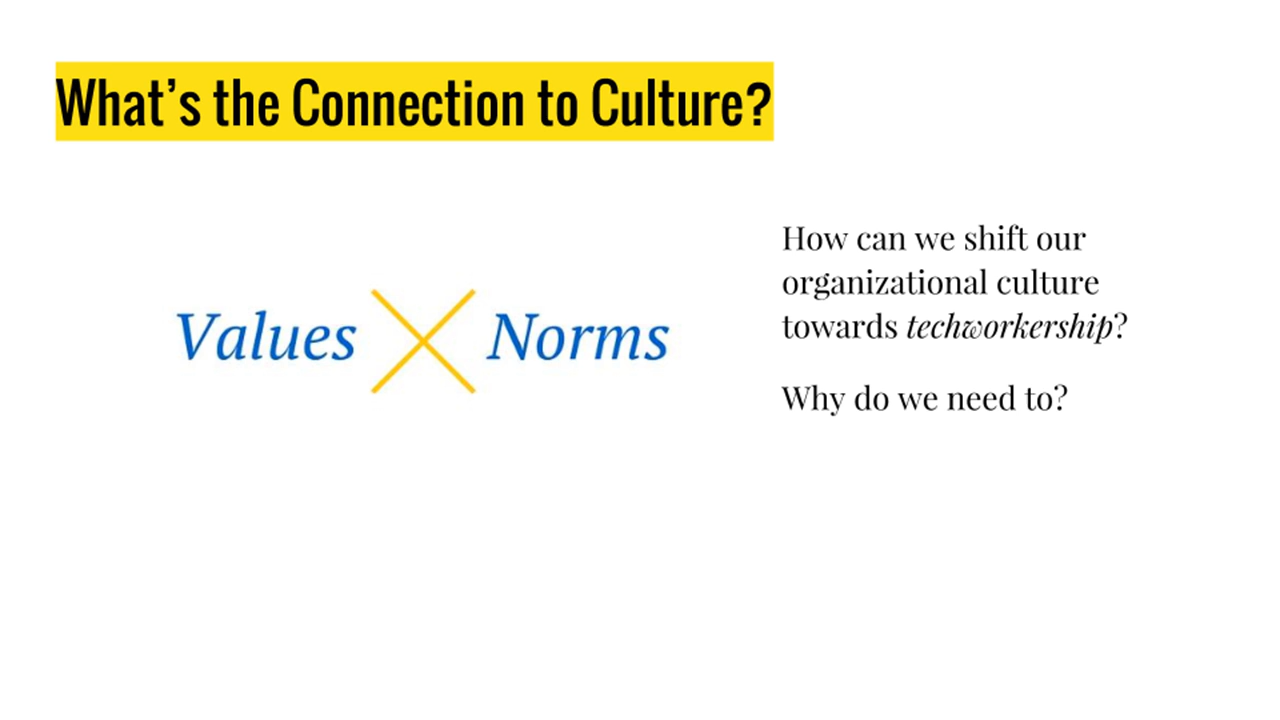 What’s the Connection to Culture?
Values Norms
How can we shift our
organizational culture
towards techworkership?
Why do we need to?